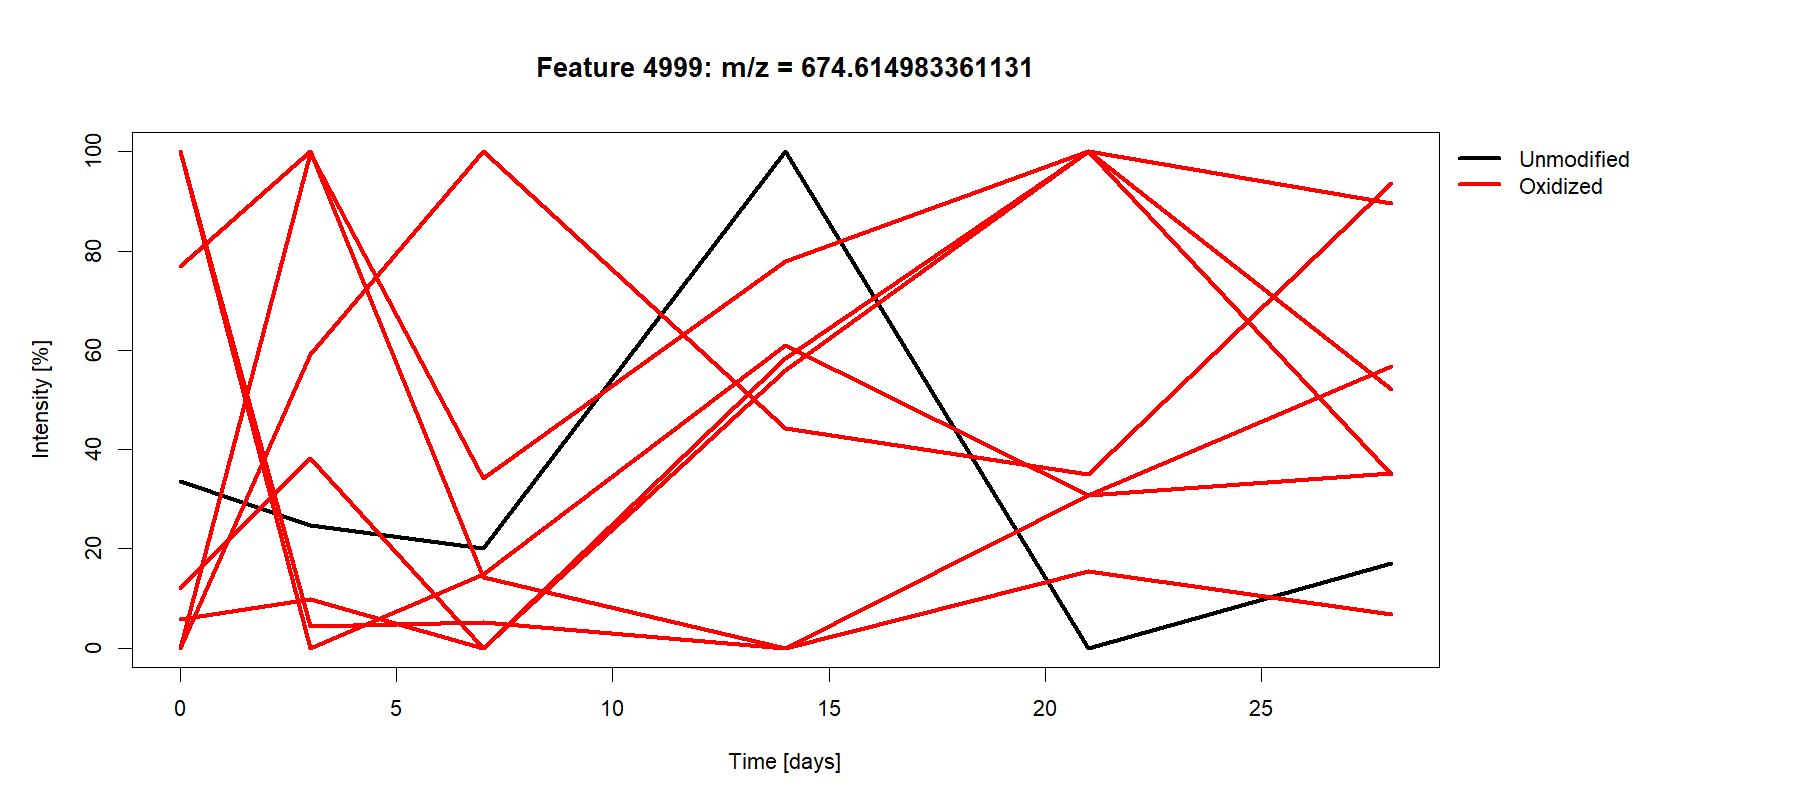 Feature 4999: m/z = 674.614983361131
Unmodified
Oxidized
Intensity [%]
100
80
60
40
20
0
0 5 10 15 20 25
Time [days]